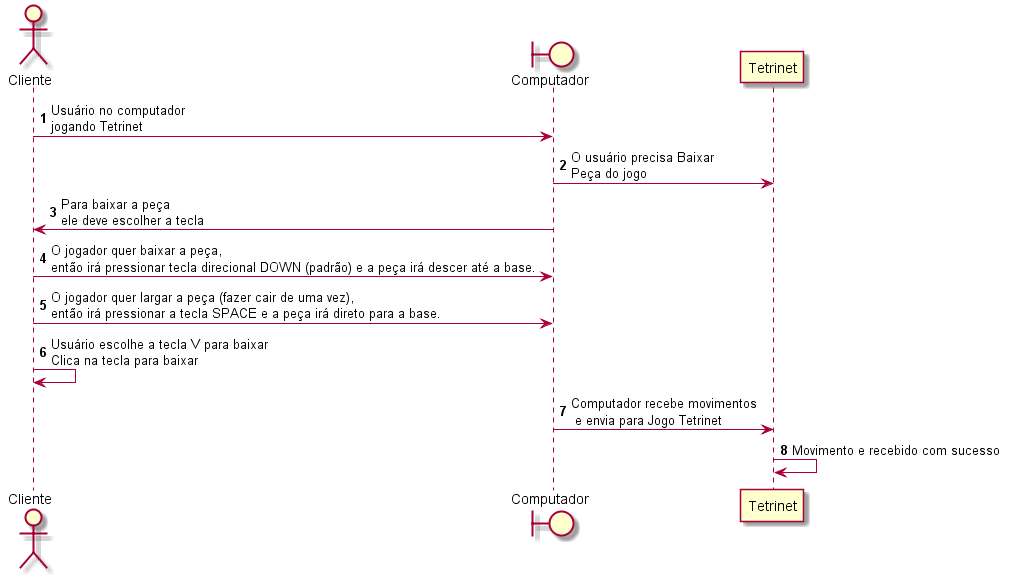 Cliente
Computador
Tetrinet
1 Usuário no computador
jogando Tetrinet
2 O usuário precisa Baixar
Peça do jogo
3 Para baixar a peça
ele deve escolher a tecla
4 O jogador quer baixar a peça,
então irá pressionar tecla direcional DOWN (padrão) e a peça irá descer até a base.
5 O jogador quer largar a peça (fazer cair de uma vez),
então irá pressionar a tecla SPACE e a peça irá direto para a base.
6 Usuário escolhe a tecla V para baixar
Clica na tecla para baixar
7 Computador recebe movimentos
e envia para Jogo Tetrinet
8 Movimento e recebido com sucesso
Cliente
Computador
Tetrinet